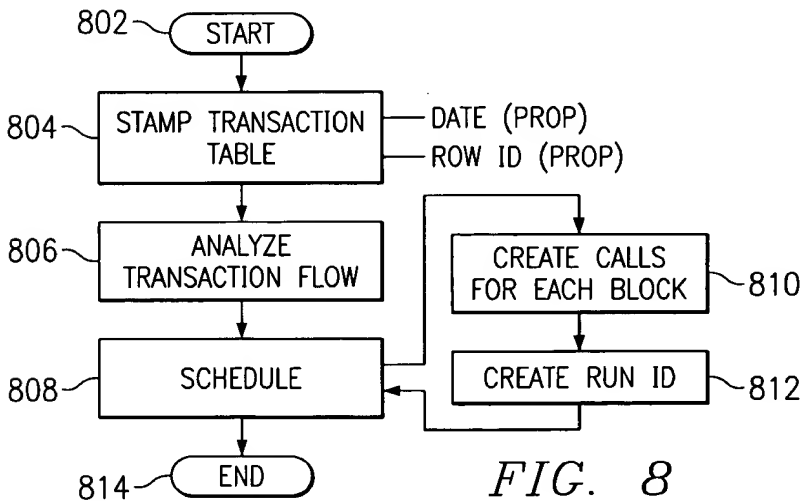 802
START
804
STAMP TRANSACTION
TABLE
DATE (PROP)
ROW ID (PROP)
806
ANALYZE
TRANSACTION FLOW
CREATE CALLS
FOR EACH BLOCK
810
808
SCHEDULE
CREATE RUN ID
812
814
END
FIG. 8